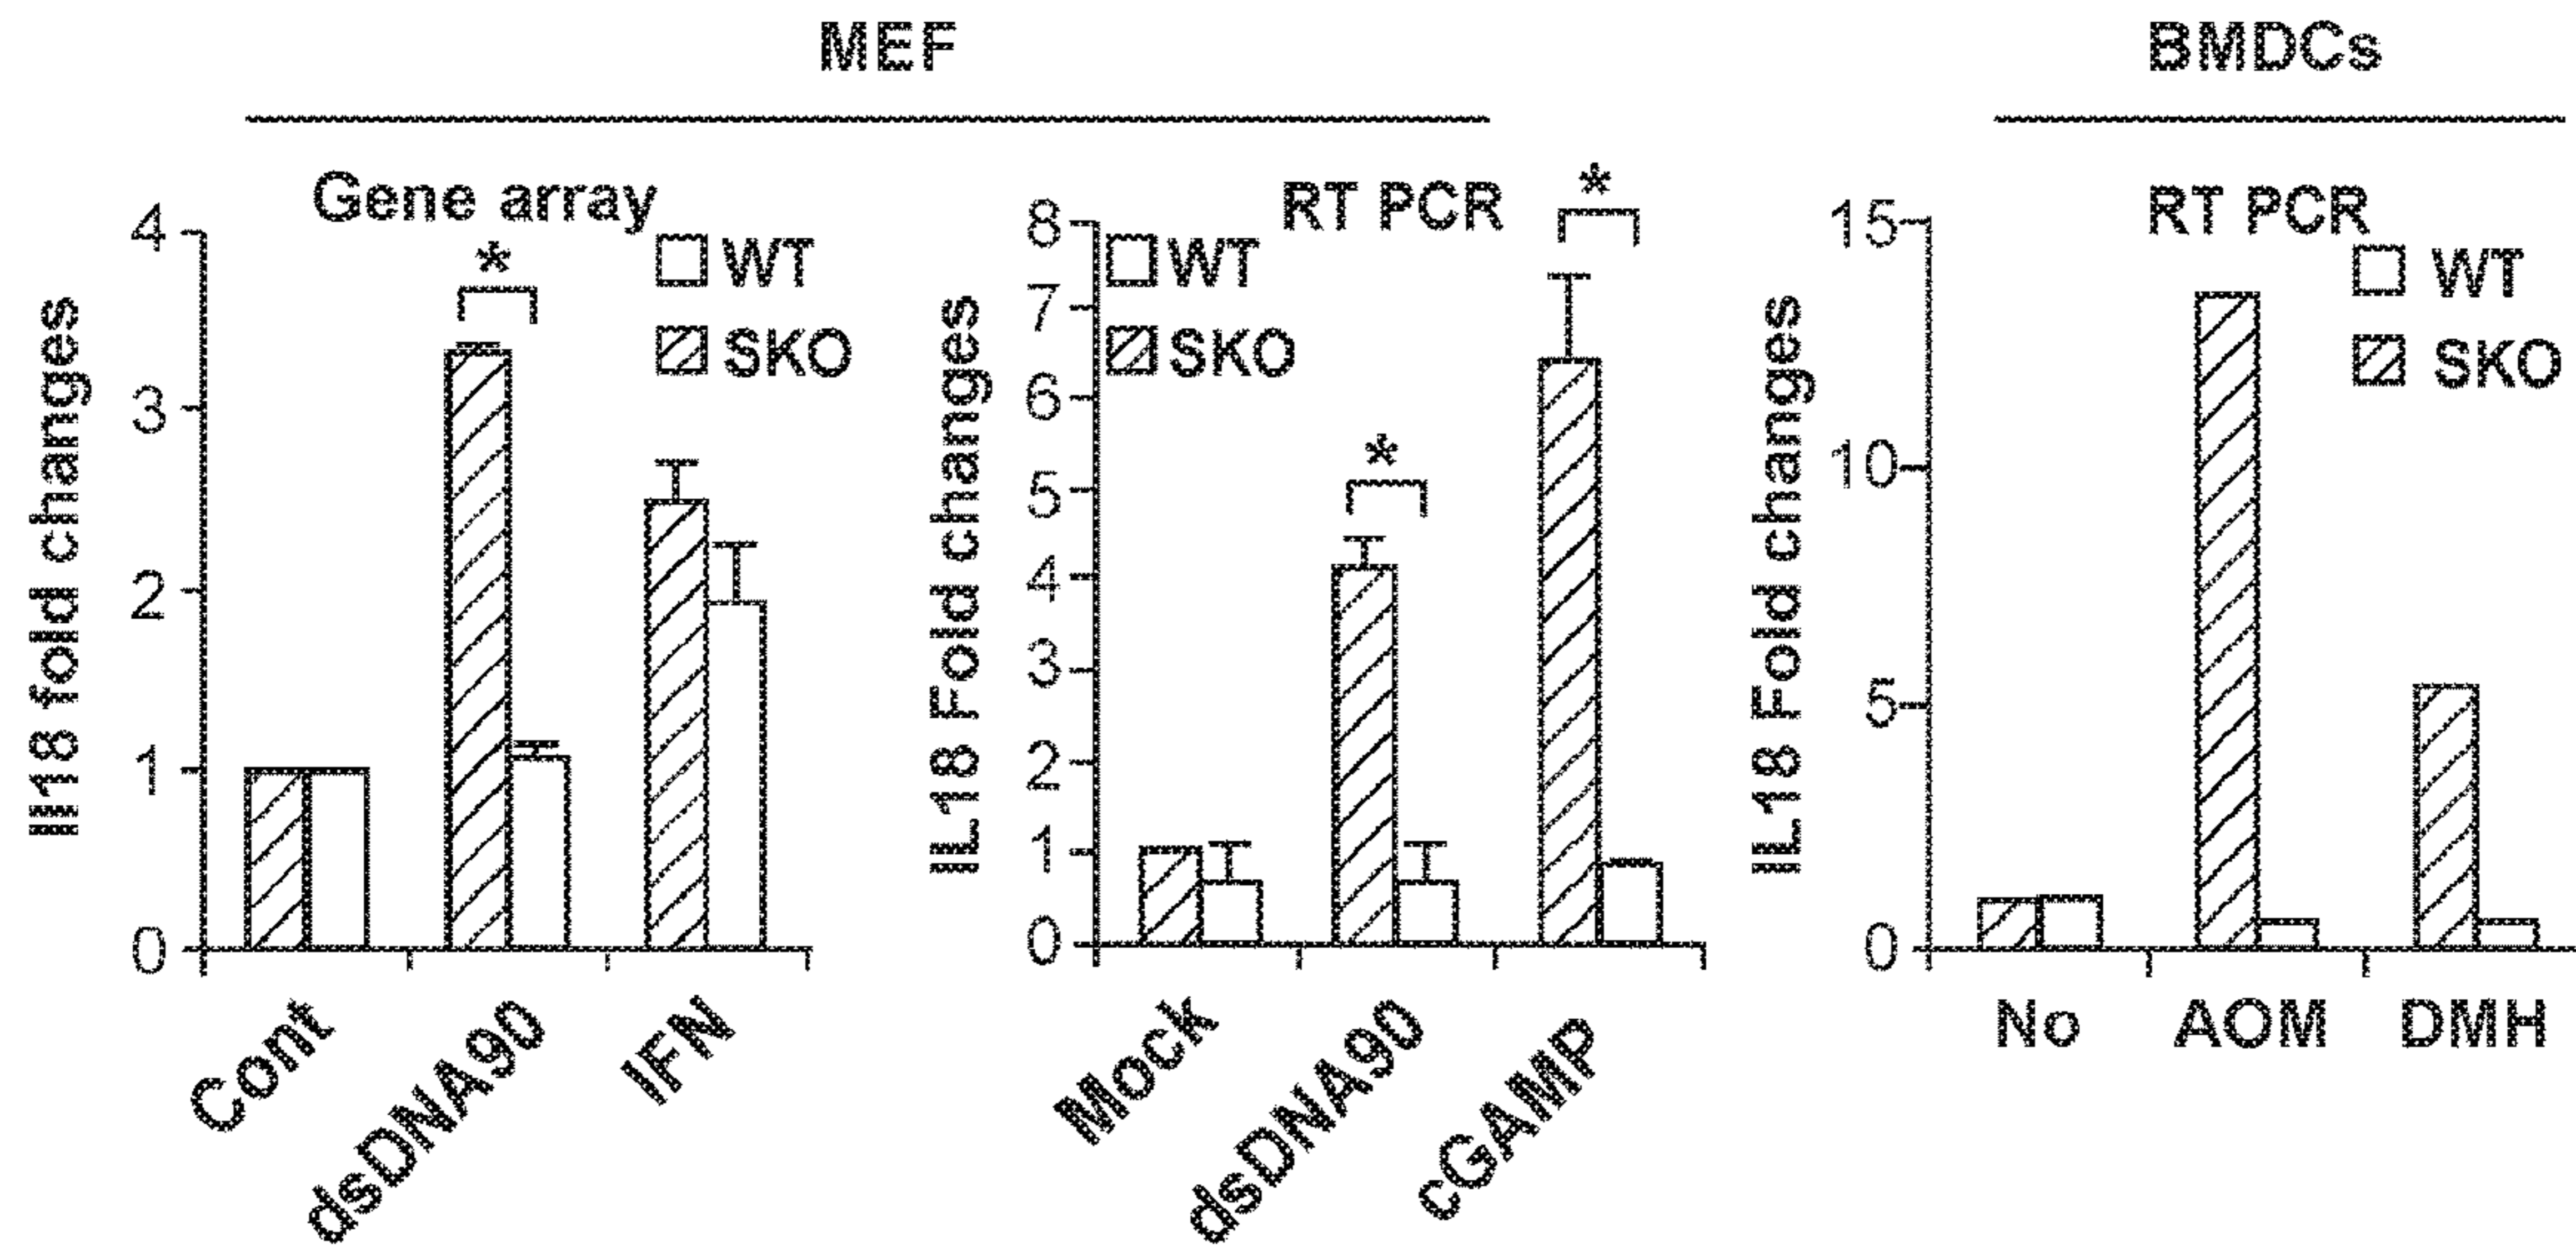 MEF
BMDCs
Gene array
Il18 fold changes
4
3
2
1
0
WT
SKO
*
Cont
dsDNA90
IFN
RT PCR
IL18 Fold changes
8
7
6
5
4
3
2
1
0
WT
SKO
*
*
Mock
dsDNA90
cGAMP
RT PCR
IL18 Fold changes
15
10
5
0
WT
SKO
No
AOM
DMH